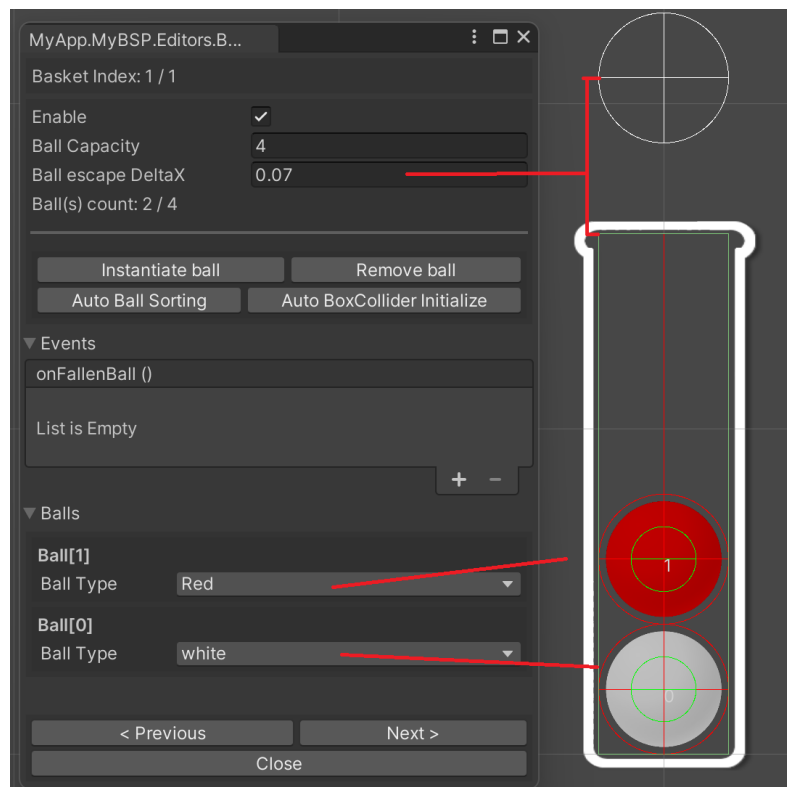 MyApp.MyBSP.Editors.B...
Basket Index: 1 / 1
Enable
Ball Capacity 4
Ball escape DeltaX 0.07
Ball(s) count: 2 / 4
Instantiate ball Remove ball
Auto Ball Sorting Auto BoxCollider Initialize
Events
onFallenBall ()
List is Empty
+ −
Balls
Ball[1]
Ball Type Red
1
Ball[0]
Ball Type white
0
< Previous Next >
Close